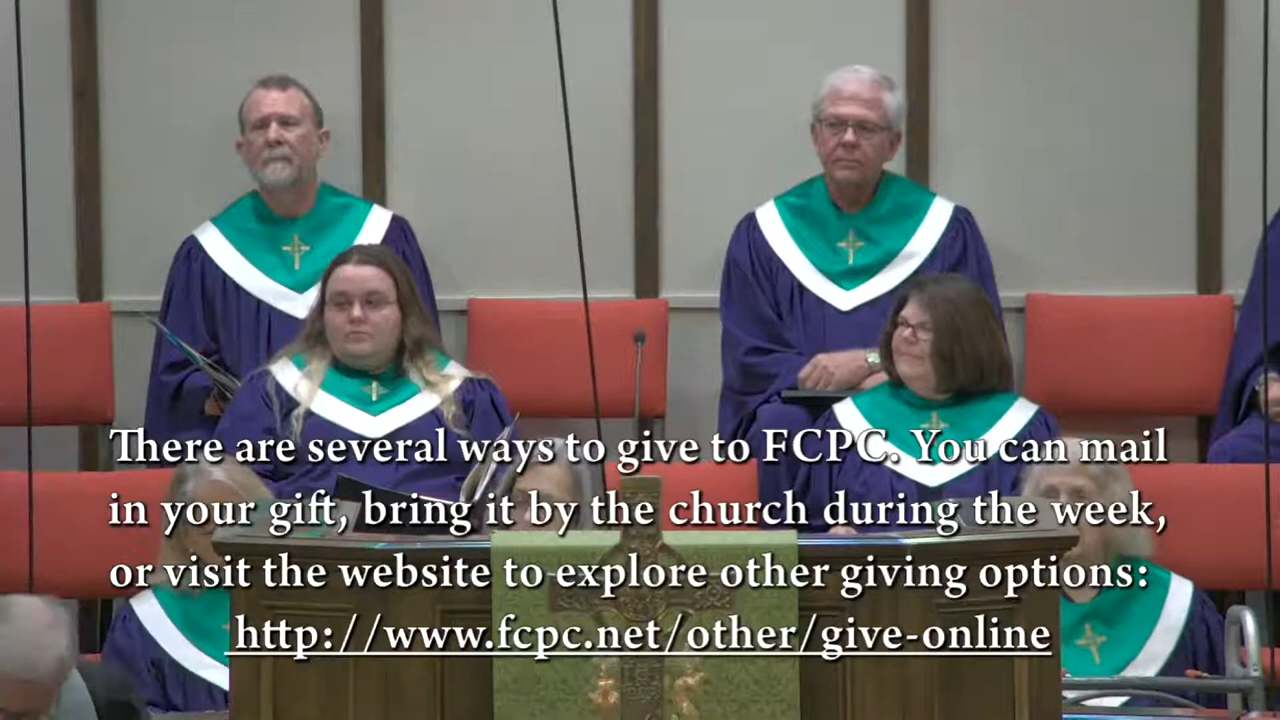 There are several ways to give to FCPC. You can mail
in your gift, bring it by the church during the week,
or visit the website to explore other giving options:
http://www.fcpc.net/other/give-online